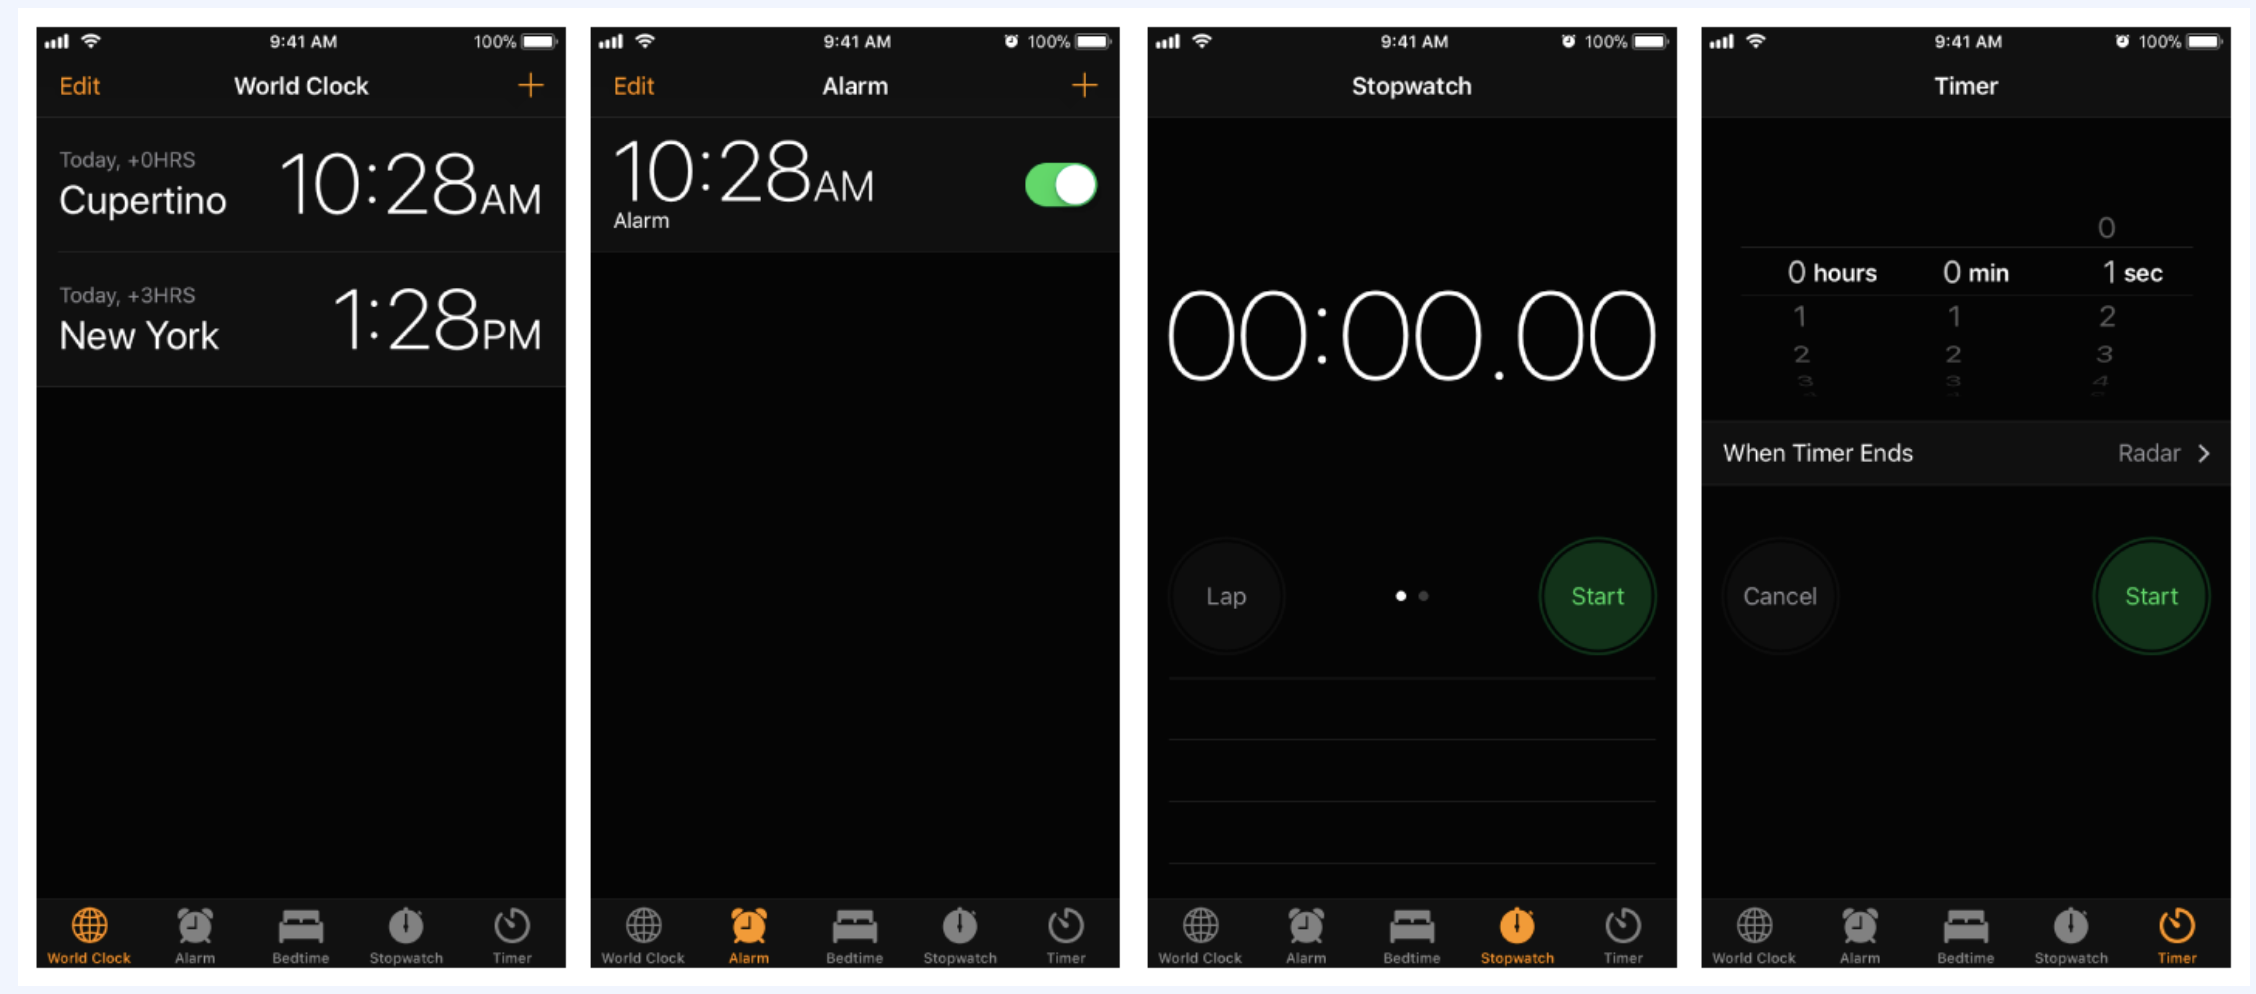 9:41 AM
100%
Edit
World Clock
+
Today, +0HRS
Cupertino
10:28AM
Today, +3HRS
New York
1:28PM
World Clock
Alarm
Bedtime
Stopwatch
Timer
9:41 AM
100%
Edit
Alarm
+
10:28AM
Alarm
World Clock
Alarm
Bedtime
Stopwatch
Timer
9:41 AM
100%
Stopwatch
00:00.00
Lap
Start
World Clock
Alarm
Bedtime
Stopwatch
Timer
9:41 AM
100%
Timer
0
0 hours 0 min 1 sec
1 1 2
2 2 3
3 3 4
When Timer Ends
Radar >
Cancel
Start
World Clock
Alarm
Bedtime
Stopwatch
Timer